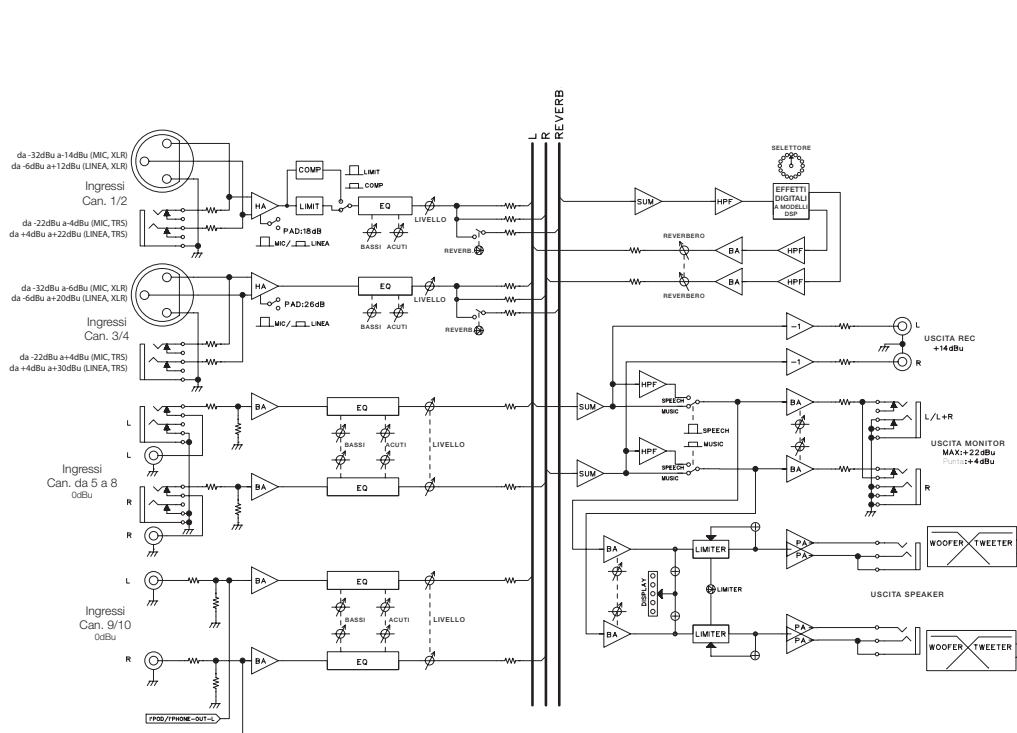 L
R
REVERB
da -32dBu a-14dBu (MIC, XLR)
da -6dBu a+12dBu (LINEA, XLR)
Ingressi
Can. 1/2
da -22dBu a-4dBu (MIC, TRS)
da +4dBu a+22dBu (LINEA, TRS)
HA
PAD:18dB
MIC/ LINEA
COMP
LIMIT
LIMIT
COMP
EQ
BASSI
ACUTI
LIVELLO
REVERB.
da -32dBu a-6dBu (MIC, XLR)
da -6dBu a+20dBu (LINEA, XLR)
Ingressi
Can. 3/4
da -22dBu a+4dBu (MIC, TRS)
da +4dBu a+30dBu (LINEA, TRS)
HA
PAD:26dB
MIC/ LINEA
EQ
BASSI
ACUTI
LIVELLO
REVERB.
L
L
Ingressi
Can. da 5 a 8
0dBu
R
R
BA
EQ
BASSI
ACUTI
LIVELLO
BA
EQ
L
Ingressi
Can. 9/10
0dBu
R
BA
EQ
BASSI
ACUTI
LIVELLO
BA
EQ
I'POD/I'PHONE-OUT-L
SELETTORE
SUM
HPF
EFFETTI
DIGITALI
A MODELLI
DSP
REVERBERO
BA
HPF
BA
HPF
REVERBERO
-1
L
USCITA REC
+14dBu
-1
R
SUM
HPF
SPEECH
MUSIC
SPEECH
MUSIC
SUM
HPF
SPEECH
MUSIC
BA
L/L+R
USCITA MONITOR
MAX:+22dBu
Punta:+4dBu
BA
R
BA
LIMITER
PA
PA
WOOFER
TWEETER
DISPLAY
LIMITER
USCITA SPEAKER
BA
LIMITER
PA
PA
WOOFER
TWEETER